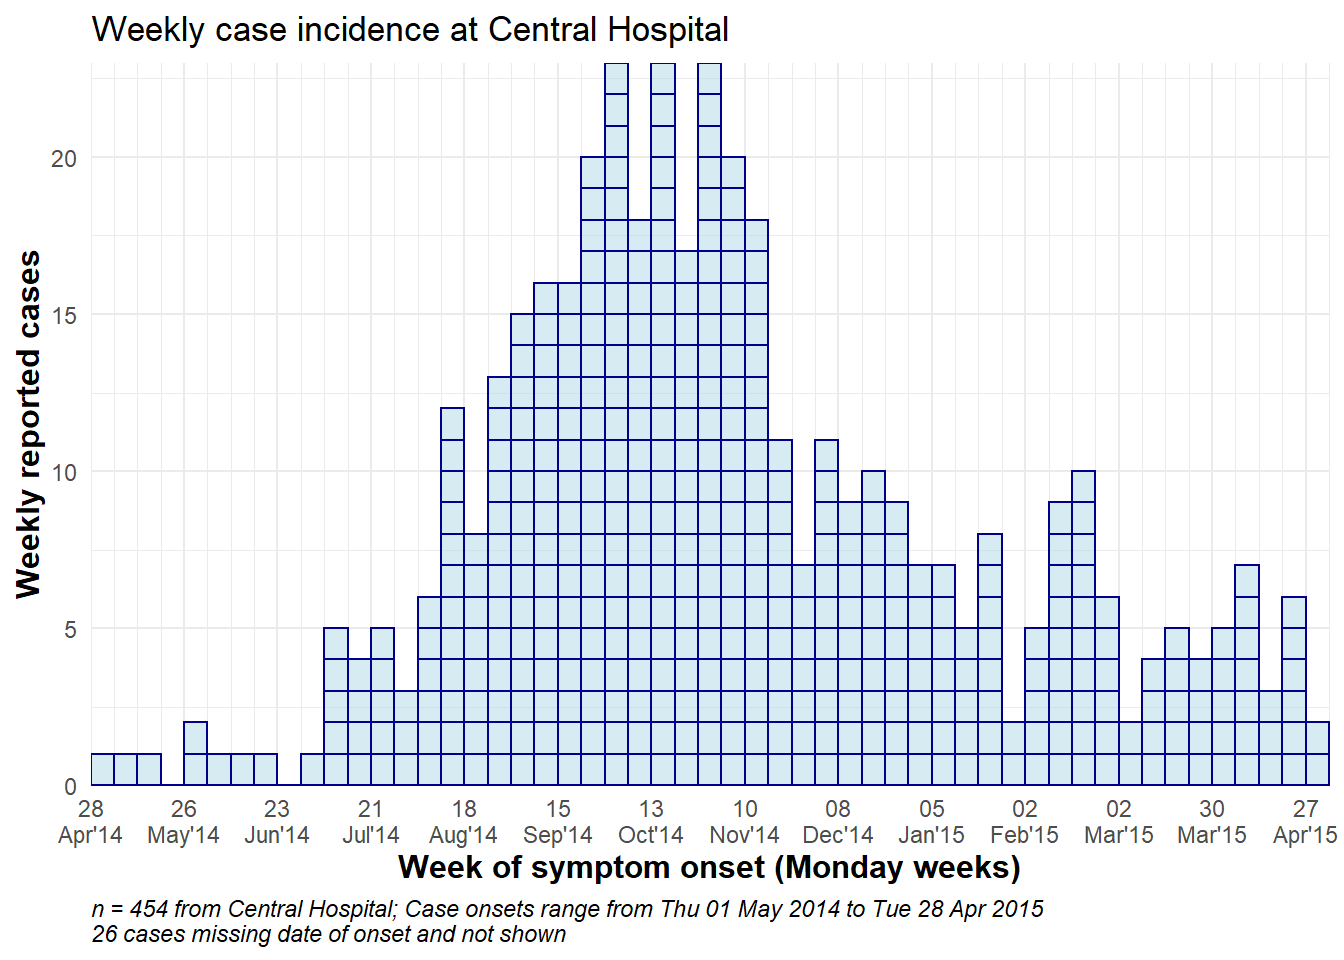 Weekly case incidence at Central Hospital
Weekly reported cases
20
15
10
5
0
28 26 23 21 18 15 13 10 08 05 02 02 30 27
Apr'14 May'14 Jun'14 Jul'14 Aug'14 Sep'14 Oct'14 Nov'14 Dec'14 Jan'15 Feb'15 Mar'15 Mar'15 Apr'15
Week of symptom onset (Monday weeks)
n = 454 from Central Hospital; Case onsets range from Thu 01 May 2014 to Tue 28 Apr 2015
26 cases missing date of onset and not shown